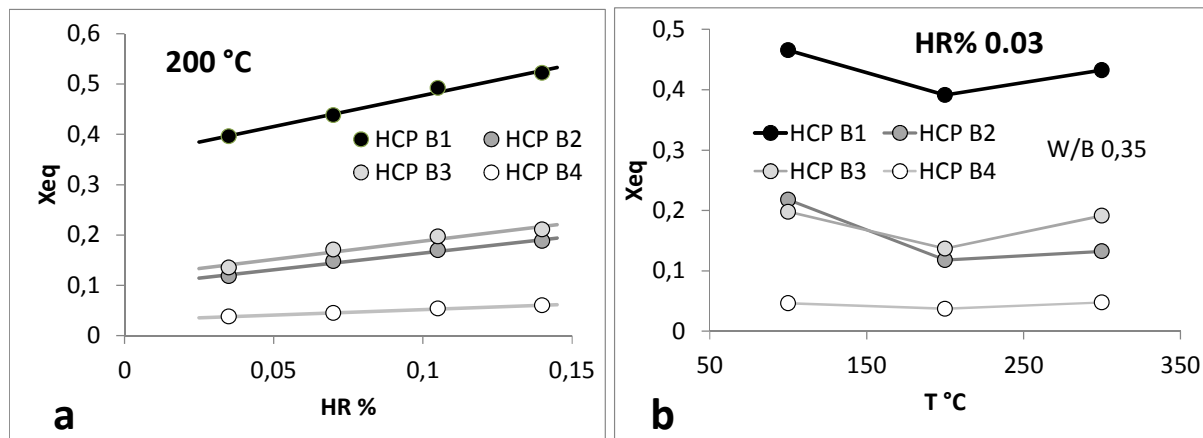 200 °C
0,6
0,5
0,4
0,3
0,2
0,1
0
Xeq
HCP B1 HCP B2
HCP B3 HCP B4
0 0,05 0,1 0,15
HR %
a
HR% 0.03
0,5
0,4
0,3
0,2
0,1
0
Xeq
HCP B1 HCP B2
HCP B3 HCP B4
W/B 0,35
50 150 250 350
T °C
b